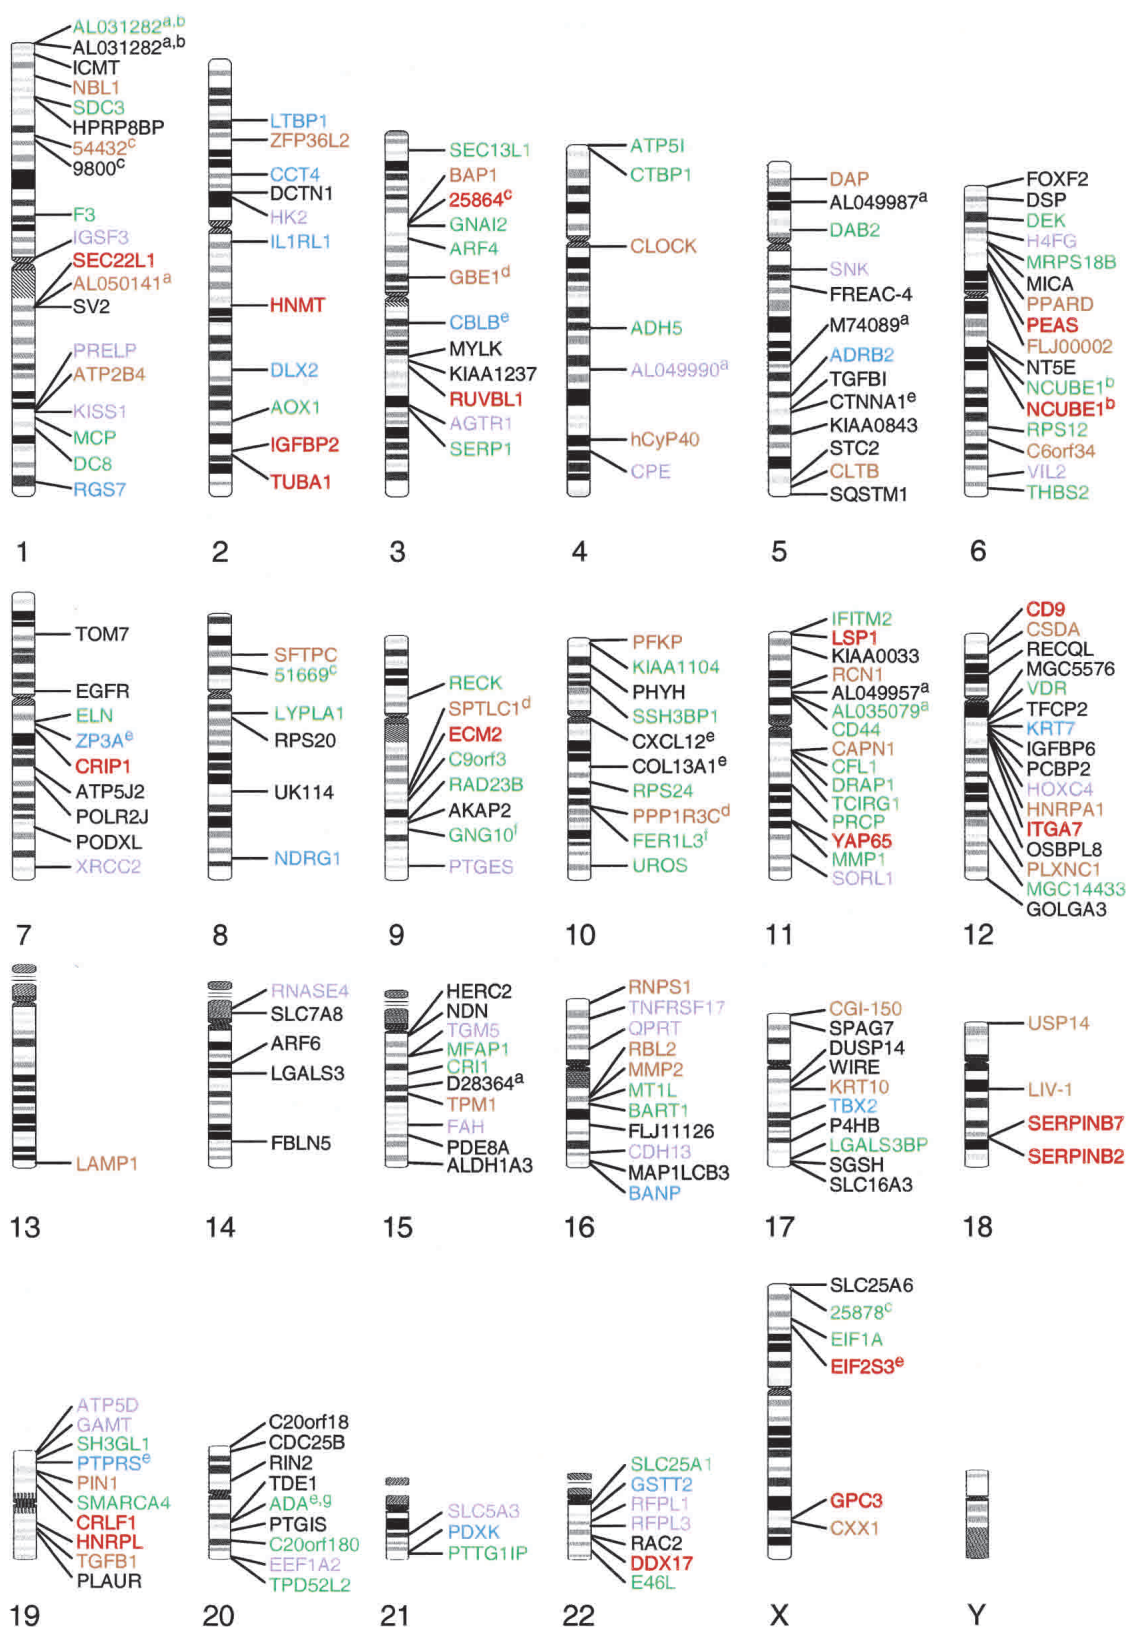 AL031282a,b
AL031282a,b
ICMT
NBL1
SDC3
HPRP8BP
54432c
9800c
F3
IGSF3
SEC22L1
AL050141a
SV2
PRELP
ATP2B4
KISS1
MCP
DC8
RGS7
1
LTBP1
ZFP36L2
CCT4
DCTN1
HK2
IL1RL1
HNMT
DLX2
AOX1
IGFBP2
TUBA1
2
SEC13L1
BAP1
25864c
GNAI2
ARF4
GBE1d
CBLBe
MYLK
KIAA1237
RUVBL1
AGTR1
SERP1
3
ATP5I
CTBP1
CLOCK
ADH5
AL049990a
hCyP40
CPE
4
DAP
AL049987a
DAB2
SNK
FREAC-4
M74089a
ADRB2
TGFBI
CTNNA1e
KIAA0843
STC2
CLTB
SQSTM1
5
FOXF2
DSP
DEK
H4FG
MRPS18B
MICA
PPARD
PEAS
FLJ00002
NT5E
NCUBE1b
NCUBE1b
RPS12
C6orf34
VIL2
THBS2
6
TOM7
EGFR
ELN
ZP3Ae
CRIP1
ATP5J2
POLR2J
PODXL
XRCC2
7
SFTPC
51669c
LYPLA1
RPS20
UK114
NDRG1
8
RECK
SPTLC1d
ECM2
C9orf3
RAD23B
AKAP2
GNG10f
PTGES
9
PFKP
KIAA1104
PHYH
SSH3BP1
CXCL12e
COL13A1e
RPS24
PPP1R3Cd
FER1L3f
UROS
10
IFITM2
LSP1
KIAA0033
RCN1
AL049957a
AL035079a
CD44
CAPN1
CFL1
DRAP1
TCIRG1
PRCP
YAP65
MMP1
SORL1
11
CD9
CSDA
RECQL
MGC5576
VDR
TFCP2
KRT7
IGFBP6
PCBP2
HOXC4
HNRPA1
ITGA7
OSBPL8
PLXNC1
MGC14433
GOLGA3
12
LAMP1
13
RNASE4
SLC7A8
ARF6
LGALS3
FBLN5
14
HERC2
NDN
TGM5
MFAP1
CRI1
D28364a
TPM1
FAH
PDE8A
ALDH1A3
15
RNPS1
TNFRSF17
QPRT
RBL2
MMP2
MT1L
BART1
FLJ11126
CDH13
MAP1LCB3
BANP
16
CGI-150
SPAG7
DUSP14
WIRE
KRT10
TBX2
P4HB
LGALS3BP
SGSH
SLC16A3
17
USP14
LIV-1
SERPINB7
SERPINB2
18
ATP5D
GAMT
SH3GL1
PTPRSe
PIN1
SMARCA4
CRLF1
HNRPL
TGFB1
PLAUR
19
C20orf18
CDC25B
RIN2
TDE1
ADAe,g
PTGIS
C20orf180
EEF1A2
TPD52L2
20
SLC5A3
PDXK
PTTG1IP
21
SLC25A1
GSTT2
RFPL1
RFPL3
RAC2
DDX17
E46L
22
SLC25A6
25878c
EIF1A
EIF2S3e
GPC3
CXX1
X
Y